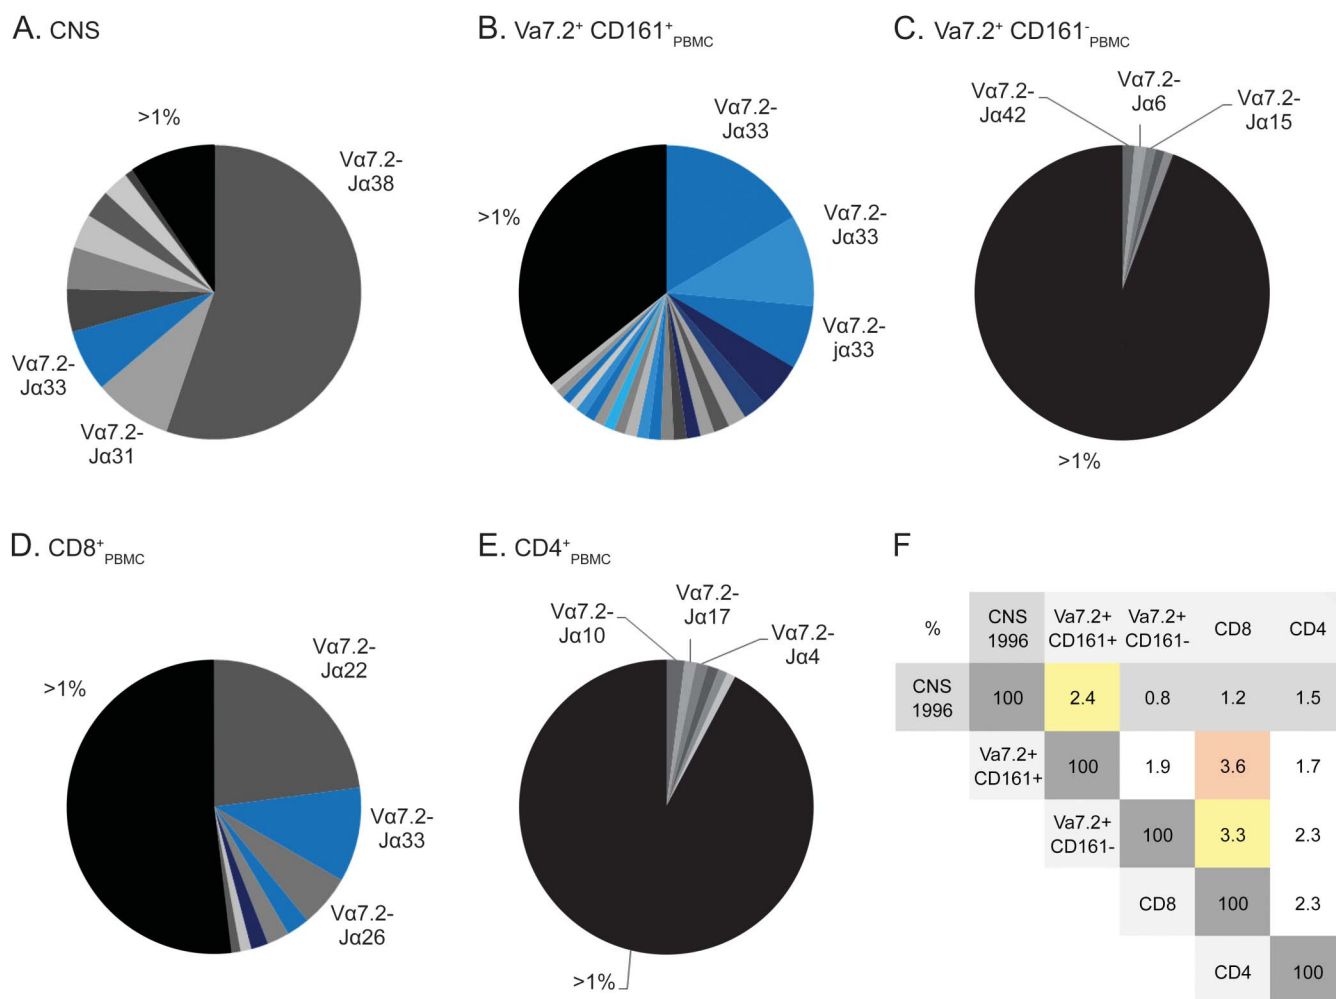 A. CNS
>1%
Vα7.2-
Jα38
Vα7.2-
Jα33
Vα7.2-
Jα31
B. Va7.2⁺ CD161⁺PBMC
Vα7.2-
Jα33
>1%
Vα7.2-
Jα33
Vα7.2-
jα33
C. Va7.2⁺ CD161⁻PBMC
Vα7.2-
Jα42
Vα7.2-
Jα6
Vα7.2-
Jα15
>1%
D. CD8⁺PBMC
>1%
Vα7.2-
Jα22
Vα7.2-
Jα33
Vα7.2-
Jα26
E. CD4⁺PBMC
Vα7.2-
Jα10
Vα7.2-
Jα17
Vα7.2-
Jα4
>1%
F
% CNS 1996 Va7.2+ CD161+ Va7.2+ CD161- CD8 CD4
CNS 1996 100 2.4 0.8 1.2 1.5
Va7.2+ CD161+ 100 1.9 3.6 1.7
Va7.2+ CD161- 100 3.3 2.3
CD8 100 2.3
CD4 100